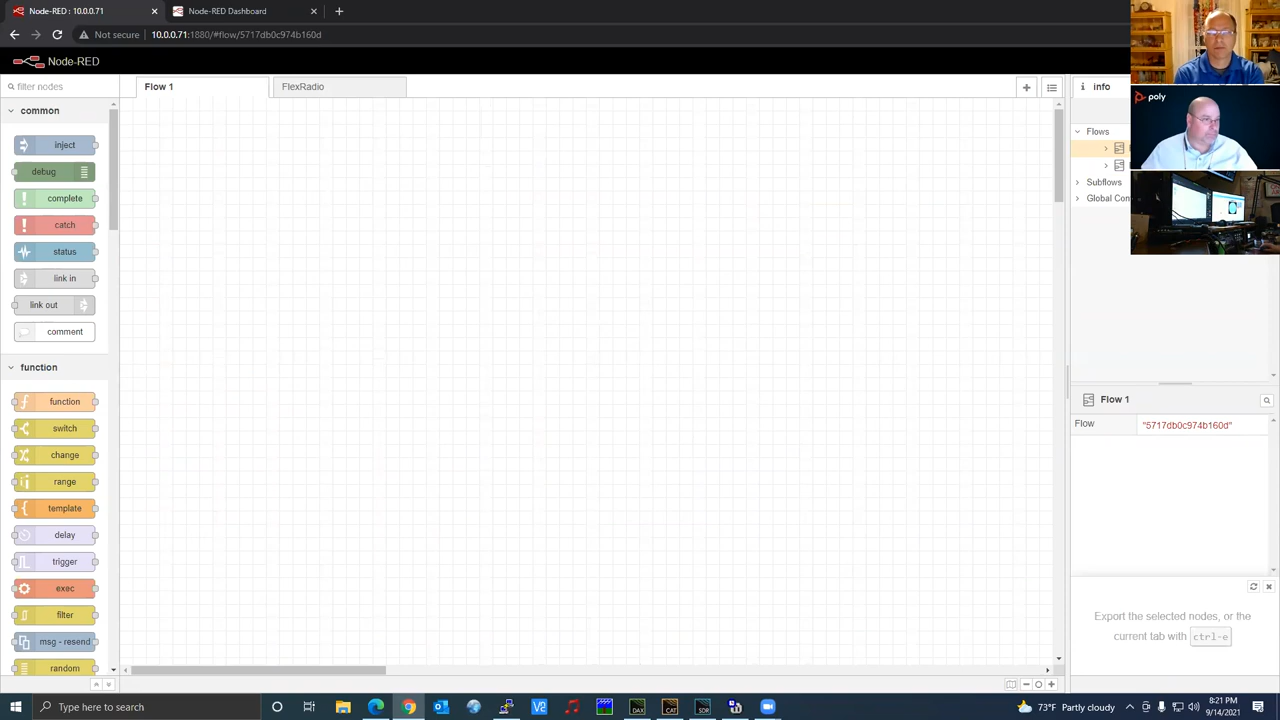 Node-RED : 10.0.0.71
Node-RED Dashboard
Not secure
10.0.0.71:1880/#flow/5717db0c974b160d
Node-RED
filter nodes
Flow 1
FlexRadio
info
poly
common
inject
debug
complete
catch
status
link in
link out
comment
function
function
switch
change
range
template
delay
trigger
exec
filter
msg - resend
random
Flows
Subflows
Global Con
Flow 1
Flow
"5717db0c974b160d"
Export the selected nodes, or the
current tab with ctrl-e
Type here to search
DAX
CAT
SDR
73°F Partly cloudy
8:21 PM
9/14/2021